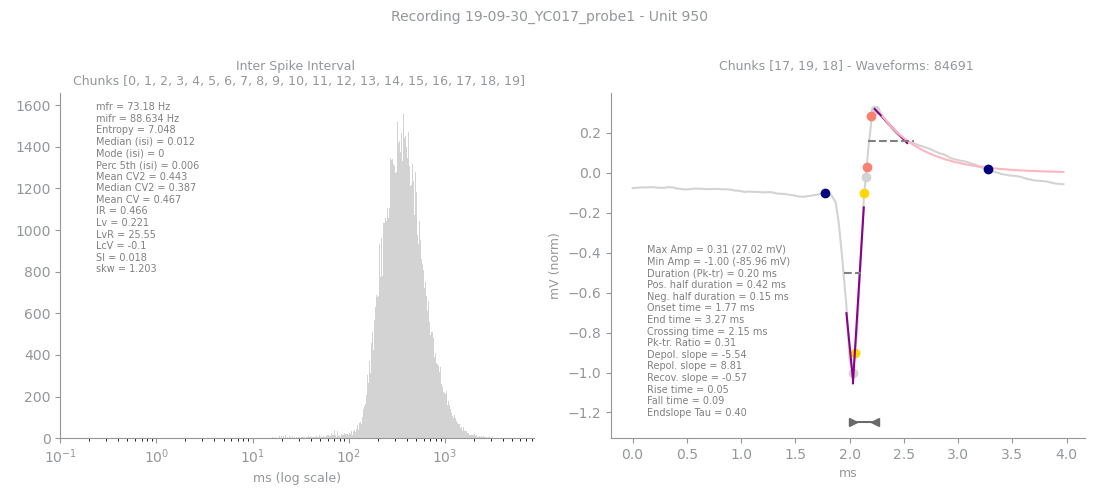 Recording 19-09-30_YC017_probe1 - Unit 950
Inter Spike Interval
Chunks [0, 1, 2, 3, 4, 5, 6, 7, 8, 9, 10, 11, 12, 13, 14, 15, 16, 17, 18, 19]
1600
1400
1200
1000
800
600
400
200
0
mfr = 73.18 Hz
mifr = 88.634 Hz
Entropy = 7.048
Median (isi) = 0.012
Mode (isi) = 0
Perc 5th (isi) = 0.006
Mean CV2 = 0.443
Median CV2 = 0.387
Mean CV = 0.467
IR = 0.466
Lv = 0.221
LvR = 25.55
LcV = -0.1
SI = 0.018
skw = 1.203
10⁻¹ 10⁰ 10¹ 10² 10³
ms (log scale)
Chunks [17, 19, 18] - Waveforms: 84691
mV (norm)
0.2
0.0
−0.2
−0.4
−0.6
−0.8
−1.0
−1.2
Max Amp = 0.31 (27.02 mV)
Min Amp = -1.00 (-85.96 mV)
Duration (Pk-tr) = 0.20 ms
Pos. half duration = 0.42 ms
Neg. half duration = 0.15 ms
Onset time = 1.77 ms
End time = 3.27 ms
Crossing time = 2.15 ms
Pk-tr. Ratio = 0.31
Depol. slope = -5.54
Repol. slope = 8.81
Recov. slope = -0.57
Rise time = 0.05
Fall time = 0.09
Endslope Tau = 0.40
0.0 0.5 1.0 1.5 2.0 2.5 3.0 3.5 4.0
ms